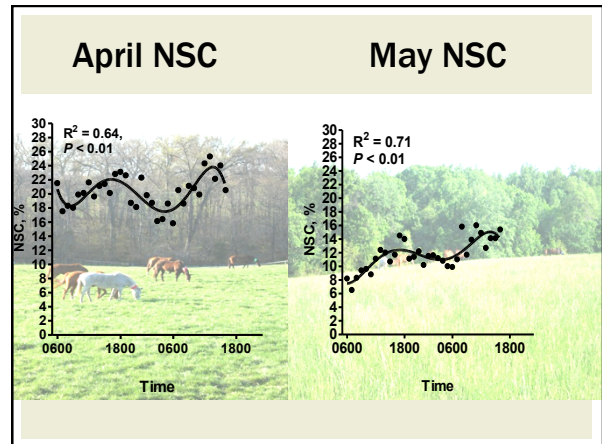 April NSC
May NSC
R² = 0.64,
P < 0.01
NSC, %
30
28
26
24
22
20
18
16
14
12
10
8
6
4
2
0
0600 1800 0600 1800
Time
R² = 0.71
P < 0.01
NSC, %
30
28
26
24
22
20
18
16
14
12
10
8
6
4
2
0
0600 1800 0600 1800
Time